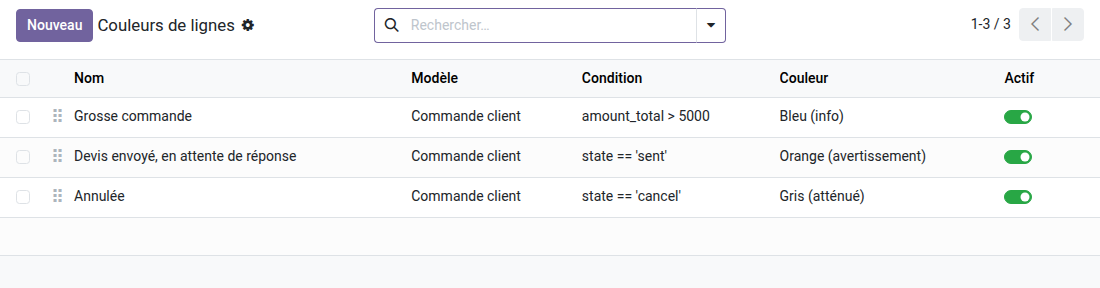 Nouveau Couleurs de lignes Rechercher... 1-3 / 3
Nom Modèle Condition Couleur Actif
Grosse commande Commande client amount_total > 5000 Bleu (info)
Devis envoyé, en attente de réponse Commande client state == 'sent' Orange (avertissement)
Annulée Commande client state == 'cancel' Gris (atténué)